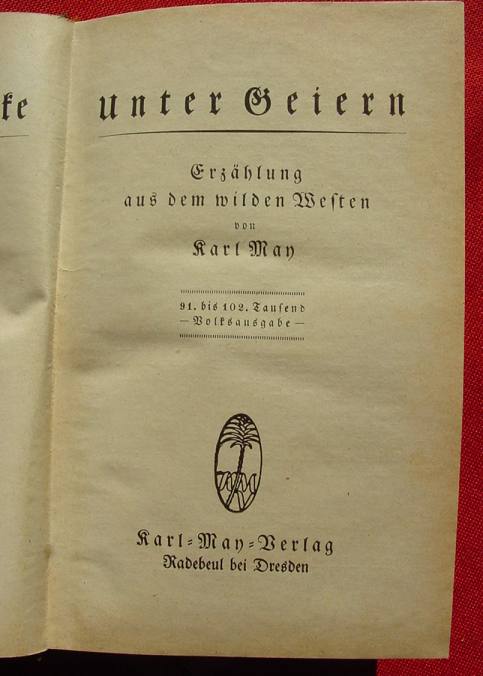 ke
Unter Geiern
Erzählung
aus dem wilden Westen
von
Karl May
91. bis 102. Tausend
— Volksausgabe —
Karl-May-Verlag
Radebeul bei Dresden